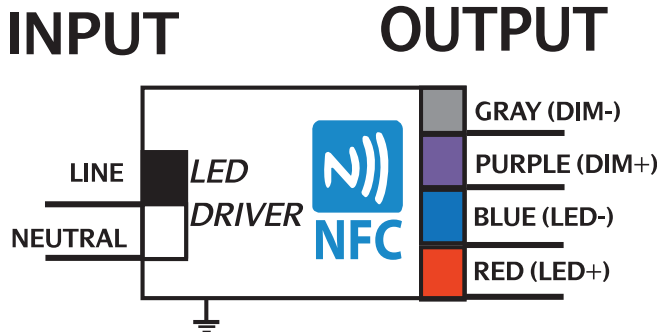 INPUT
OUTPUT
LINE
NEUTRAL
LED
DRIVER
NFC
GRAY (DIM-)
PURPLE (DIM+)
BLUE (LED-)
RED (LED+)